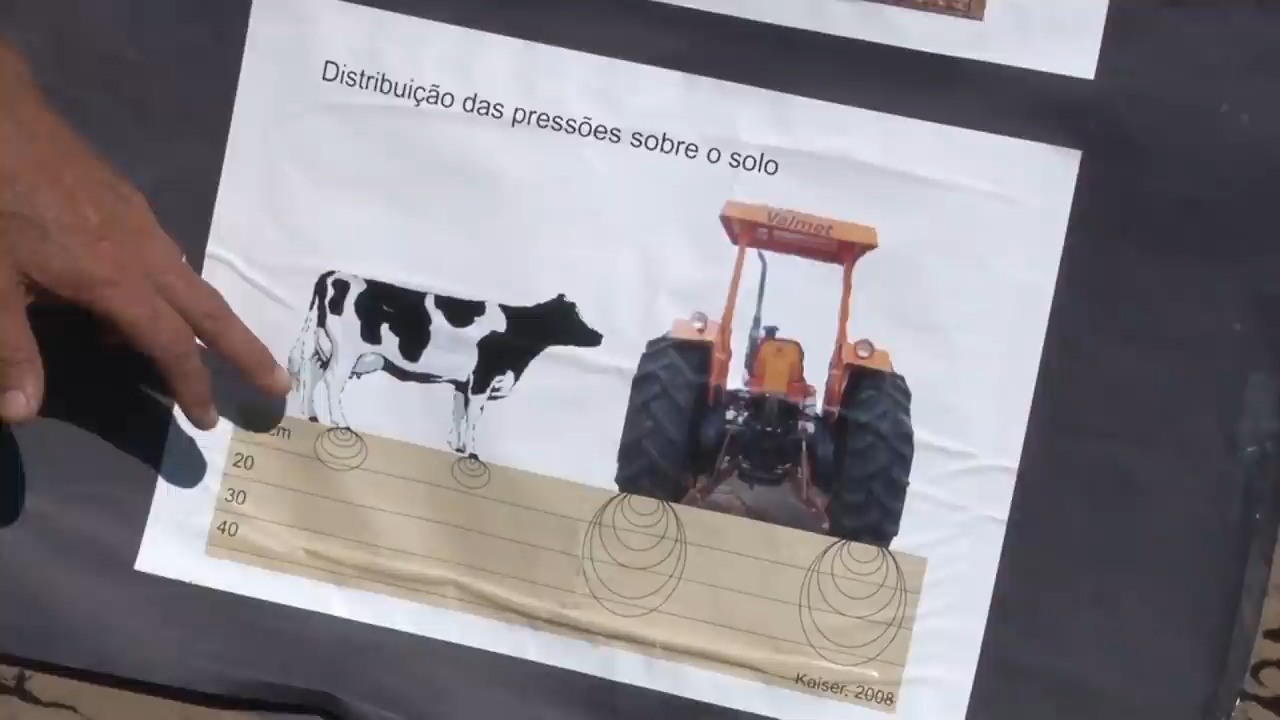 Distribuição das pressões sobre o solo
Valmet
cm
20
30
40
Kaiser, 2008